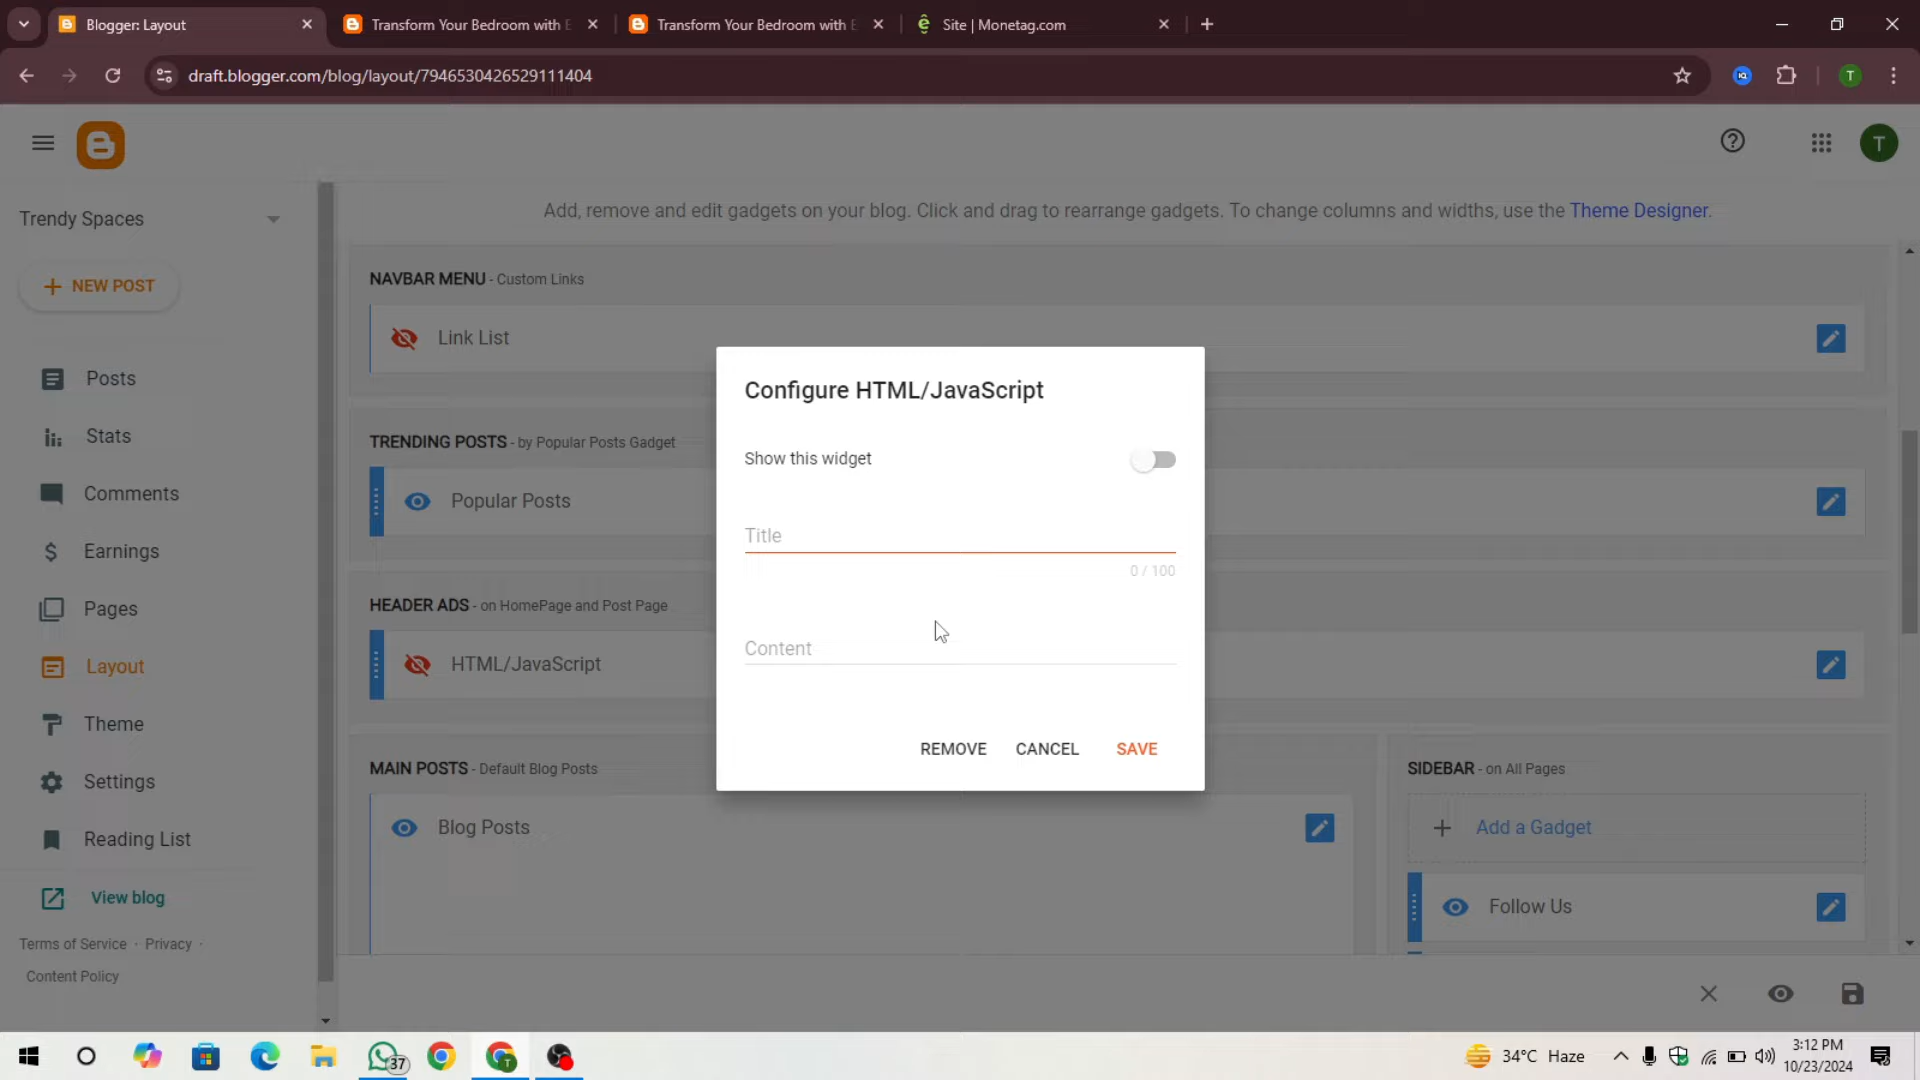 Blogger: Layout
Transform Your Bedroom with E
Transform Your Bedroom with E
Site | Monetag.com
draft.blogger.com/blog/layout/7946530426529111404
T
T
Trendy Spaces
Add, remove and edit gadgets on your blog. Click and drag to rearrange gadgets. To change columns and widths, use the Theme Designer.
NEW POST
Posts
Stats
Comments
Earnings
Pages
Layout
Theme
Settings
Reading List
View blog
Terms of Service · Privacy ·
Content Policy
NAVBAR MENU - Custom Links
Link List
TRENDING POSTS - by Popular Posts Gadget
Popular Posts
HEADER ADS - on HomePage and Post Page
HTML/JavaScript
MAIN POSTS - Default Blog Posts
Blog Posts
SIDEBAR - on All Pages
Add a Gadget
Follow Us
Configure HTML/JavaScript
Show this widget
Title
0 / 100
Content
REMOVE
CANCEL
SAVE
37
T
34°C Haze
3:12 PM
10/23/2024